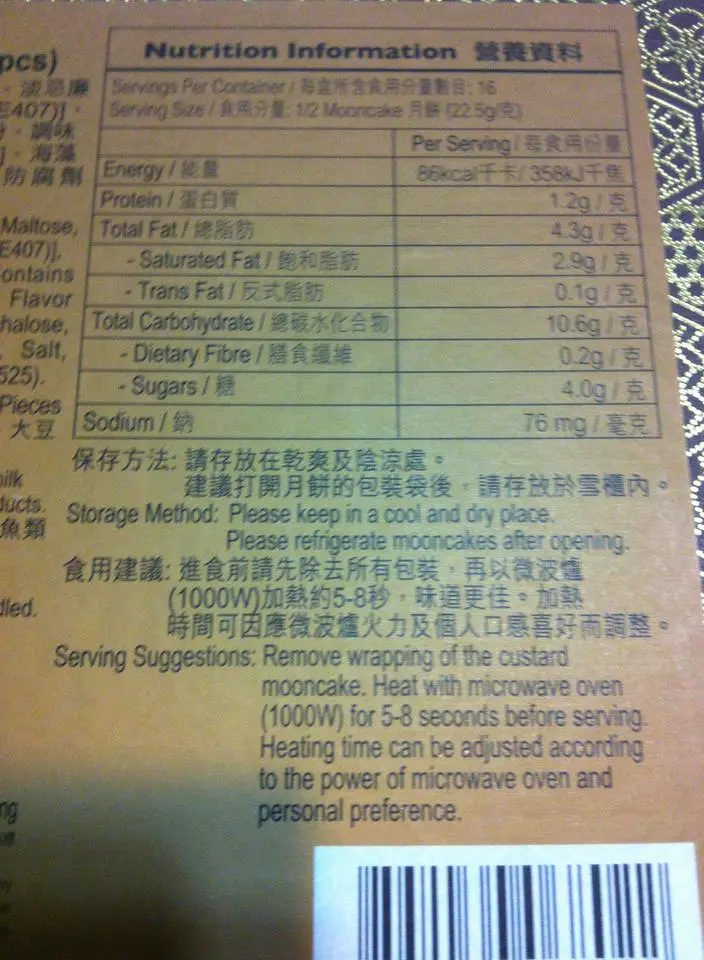 pcs)
E407)]
調味
海藻
防腐劑
Maltose,
E407)],
ontains
Flavor
halose,
Salt,
525).
Pieces
大豆
ilk
ducts.
魚類
dled.
ng
Nutrition Information 營養資料
Servings Per Container / 每盒所含食用分量數目: 16
Serving Size / 食用分量: 1/2 Mooncake 月餅 (22.5g/克)
Per Serving / 每食用份量
Energy / 能量 86kcal千卡/ 358kJ千焦
Protein / 蛋白質 1.2g / 克
Total Fat / 總脂肪 4.3g / 克
- Saturated Fat / 飽和脂肪 2.9g / 克
- Trans Fat / 反式脂肪 0.1g / 克
Total Carbohydrate / 總碳水化合物 10.6g / 克
- Dietary Fibre / 膳食纖維 0.2g / 克
- Sugars / 糖 4.0g / 克
Sodium / 鈉 76 mg / 毫克
保存方法: 請存放在乾爽及陰涼處。
建議打開月餅的包裝袋後，請存放於雪櫃內。
Storage Method: Please keep in a cool and dry place.
Please refrigerate mooncakes after opening.
食用建議: 進食前請先除去所有包裝，再以微波爐
(1000W)加熱約5-8秒，味道更佳。加熱
時間可因應微波爐火力及個人口感喜好而調整。
Serving Suggestions: Remove wrapping of the custard
mooncake. Heat with microwave oven
(1000W) for 5-8 seconds before serving.
Heating time can be adjusted according
to the power of microwave oven and
personal preference.